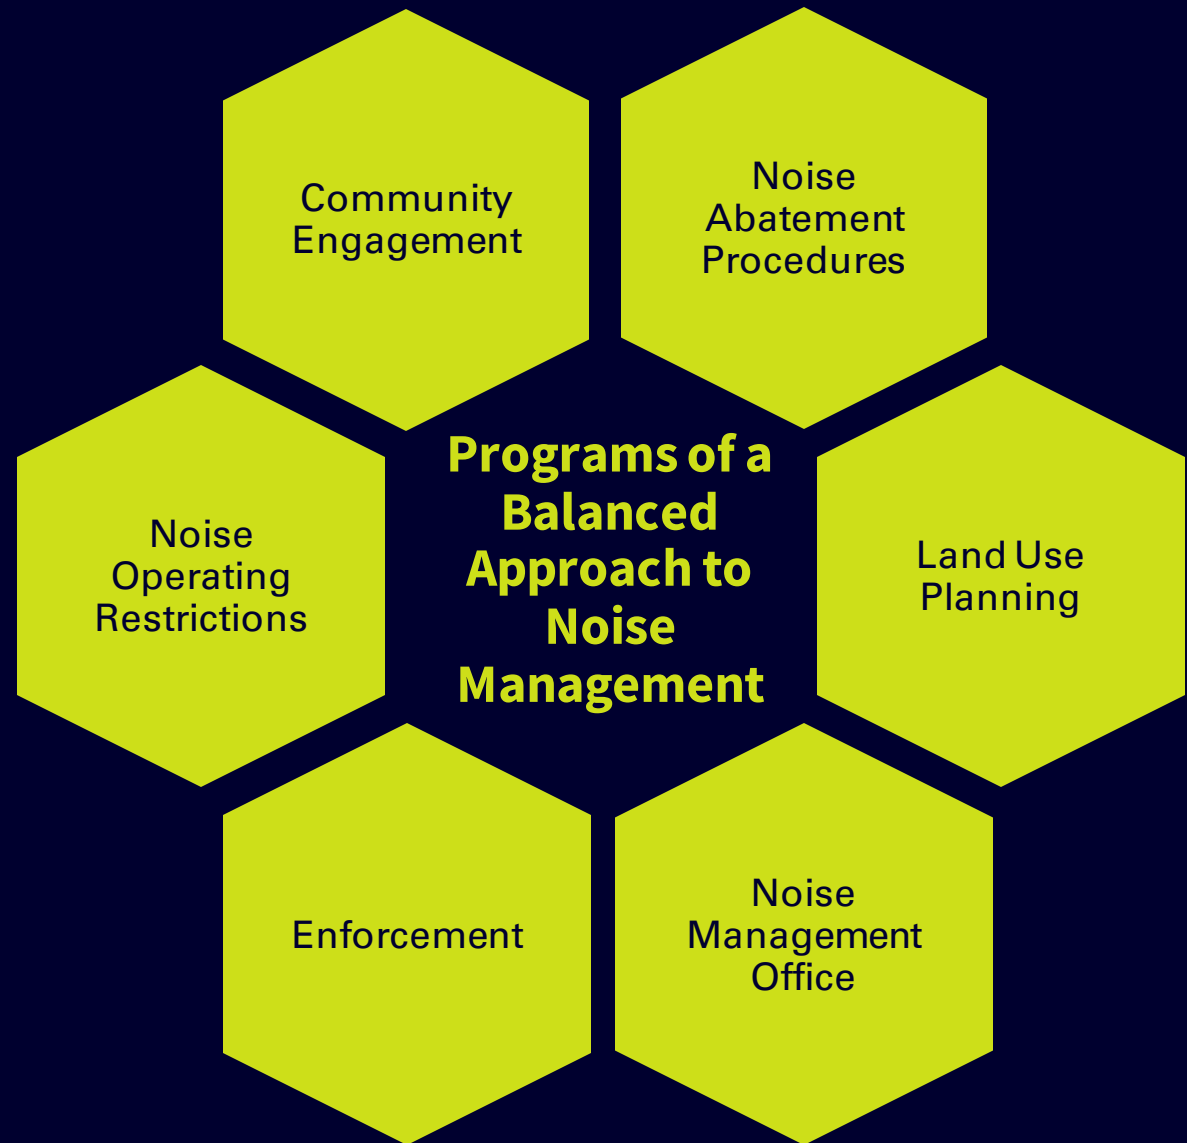 Community
Engagement
Noise
Abatement
Procedures
Noise
Operating
Restrictions
Programs of a
Balanced
Approach to
Noise
Management
Land Use
Planning
Enforcement
Noise
Management
Office